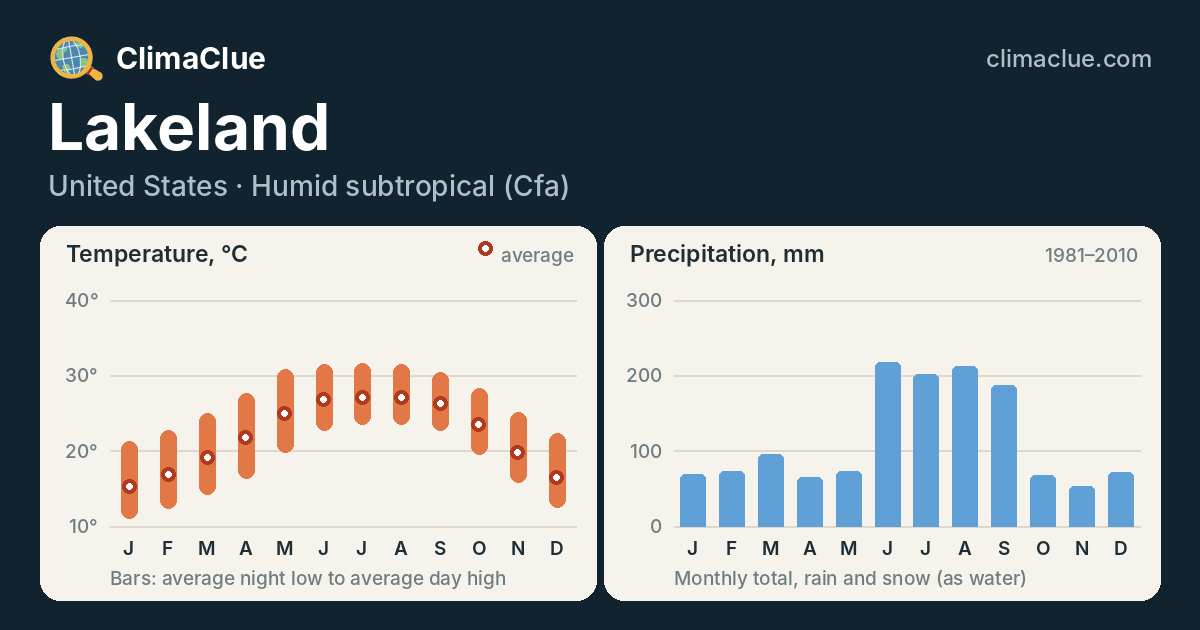 ClimaClue
climaclue.com
Lakeland
United States · Humid subtropical (Cfa)
Temperature, °C
average
40°
30°
20°
10°
J F M A M J J A S O N D
Bars: average night low to average day high
Precipitation, mm
1981–2010
300
200
100
0
J F M A M J J A S O N D
Monthly total, rain and snow (as water)